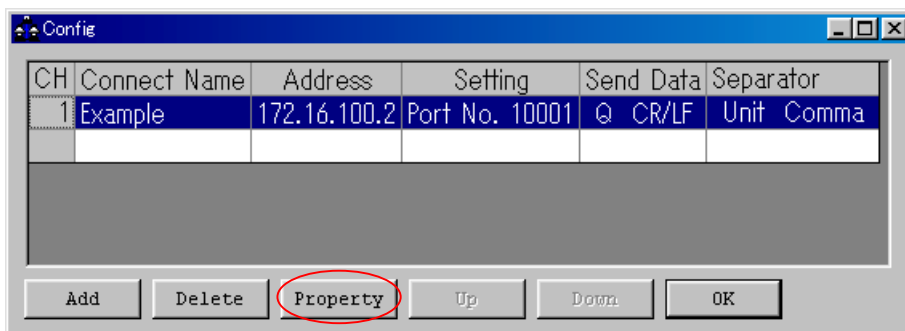 Config
CH Connect Name Address Setting Send Data Separator
1 Example 172.16.100.2 Port No. 10001 Q CR/LF Unit Comma
Add Delete Property Up Down OK